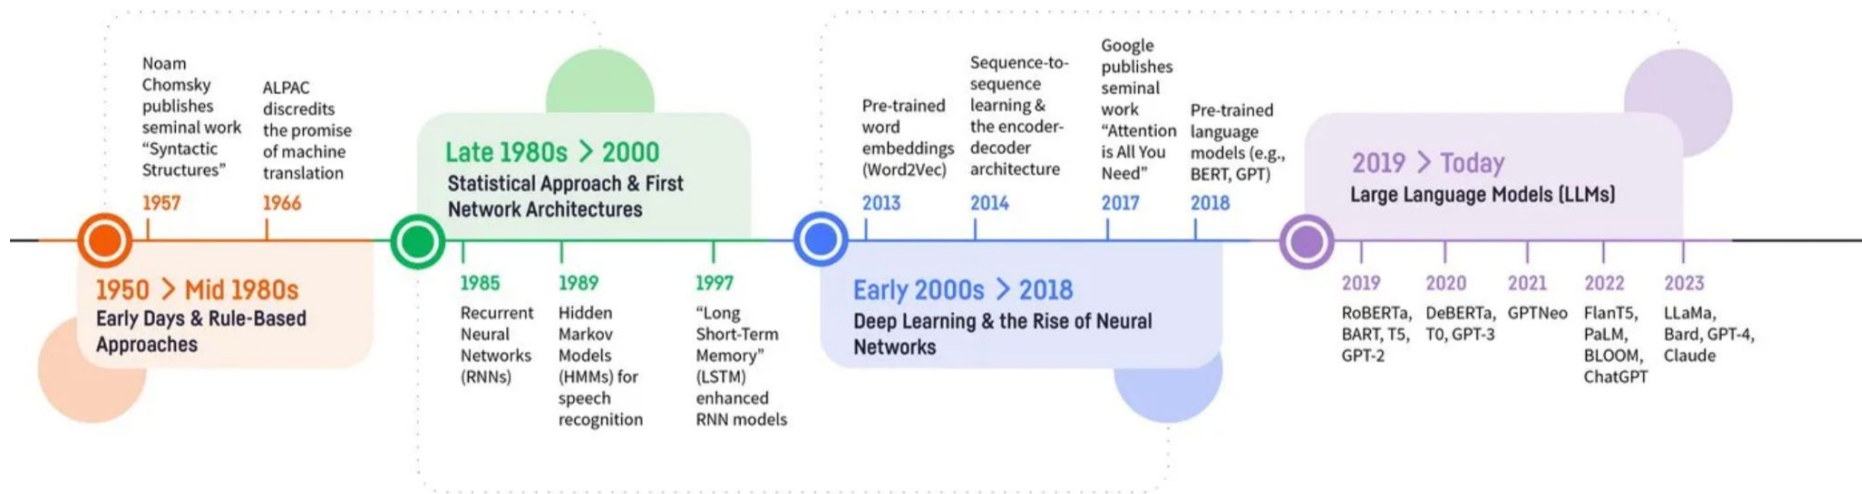 Noam
Chomsky
publishes
seminal work
“Syntactic
Structures”
1957
ALPAC
discredits
the promise
of machine
translation
1966
1950 > Mid 1980s
Early Days & Rule-Based
Approaches
Late 1980s > 2000
Statistical Approach & First
Network Architectures
1985
Recurrent
Neural
Networks
(RNNs)
1989
Hidden
Markov
Models
(HMMs) for
speech
recognition
1997
“Long
Short-Term
Memory”
(LSTM)
enhanced
RNN models
Pre-trained
word
embeddings
(Word2Vec)
2013
Sequence-to-
sequence
learning &
the encoder-
decoder
architecture
2014
Google
publishes
seminal
work
“Attention
is All You
Need”
2017
Pre-trained
language
models (e.g.,
BERT, GPT)
2018
Early 2000s > 2018
Deep Learning & the Rise of Neural
Networks
2019 > Today
Large Language Models (LLMs)
2019
RoBERTa,
BART, T5,
GPT-2
2020
DeBERTa,
T0, GPT-3
2021
GPTNeo
2022
FlanT5,
PaLM,
BLOOM,
ChatGPT
2023
LLaMa,
Bard, GPT-4,
Claude